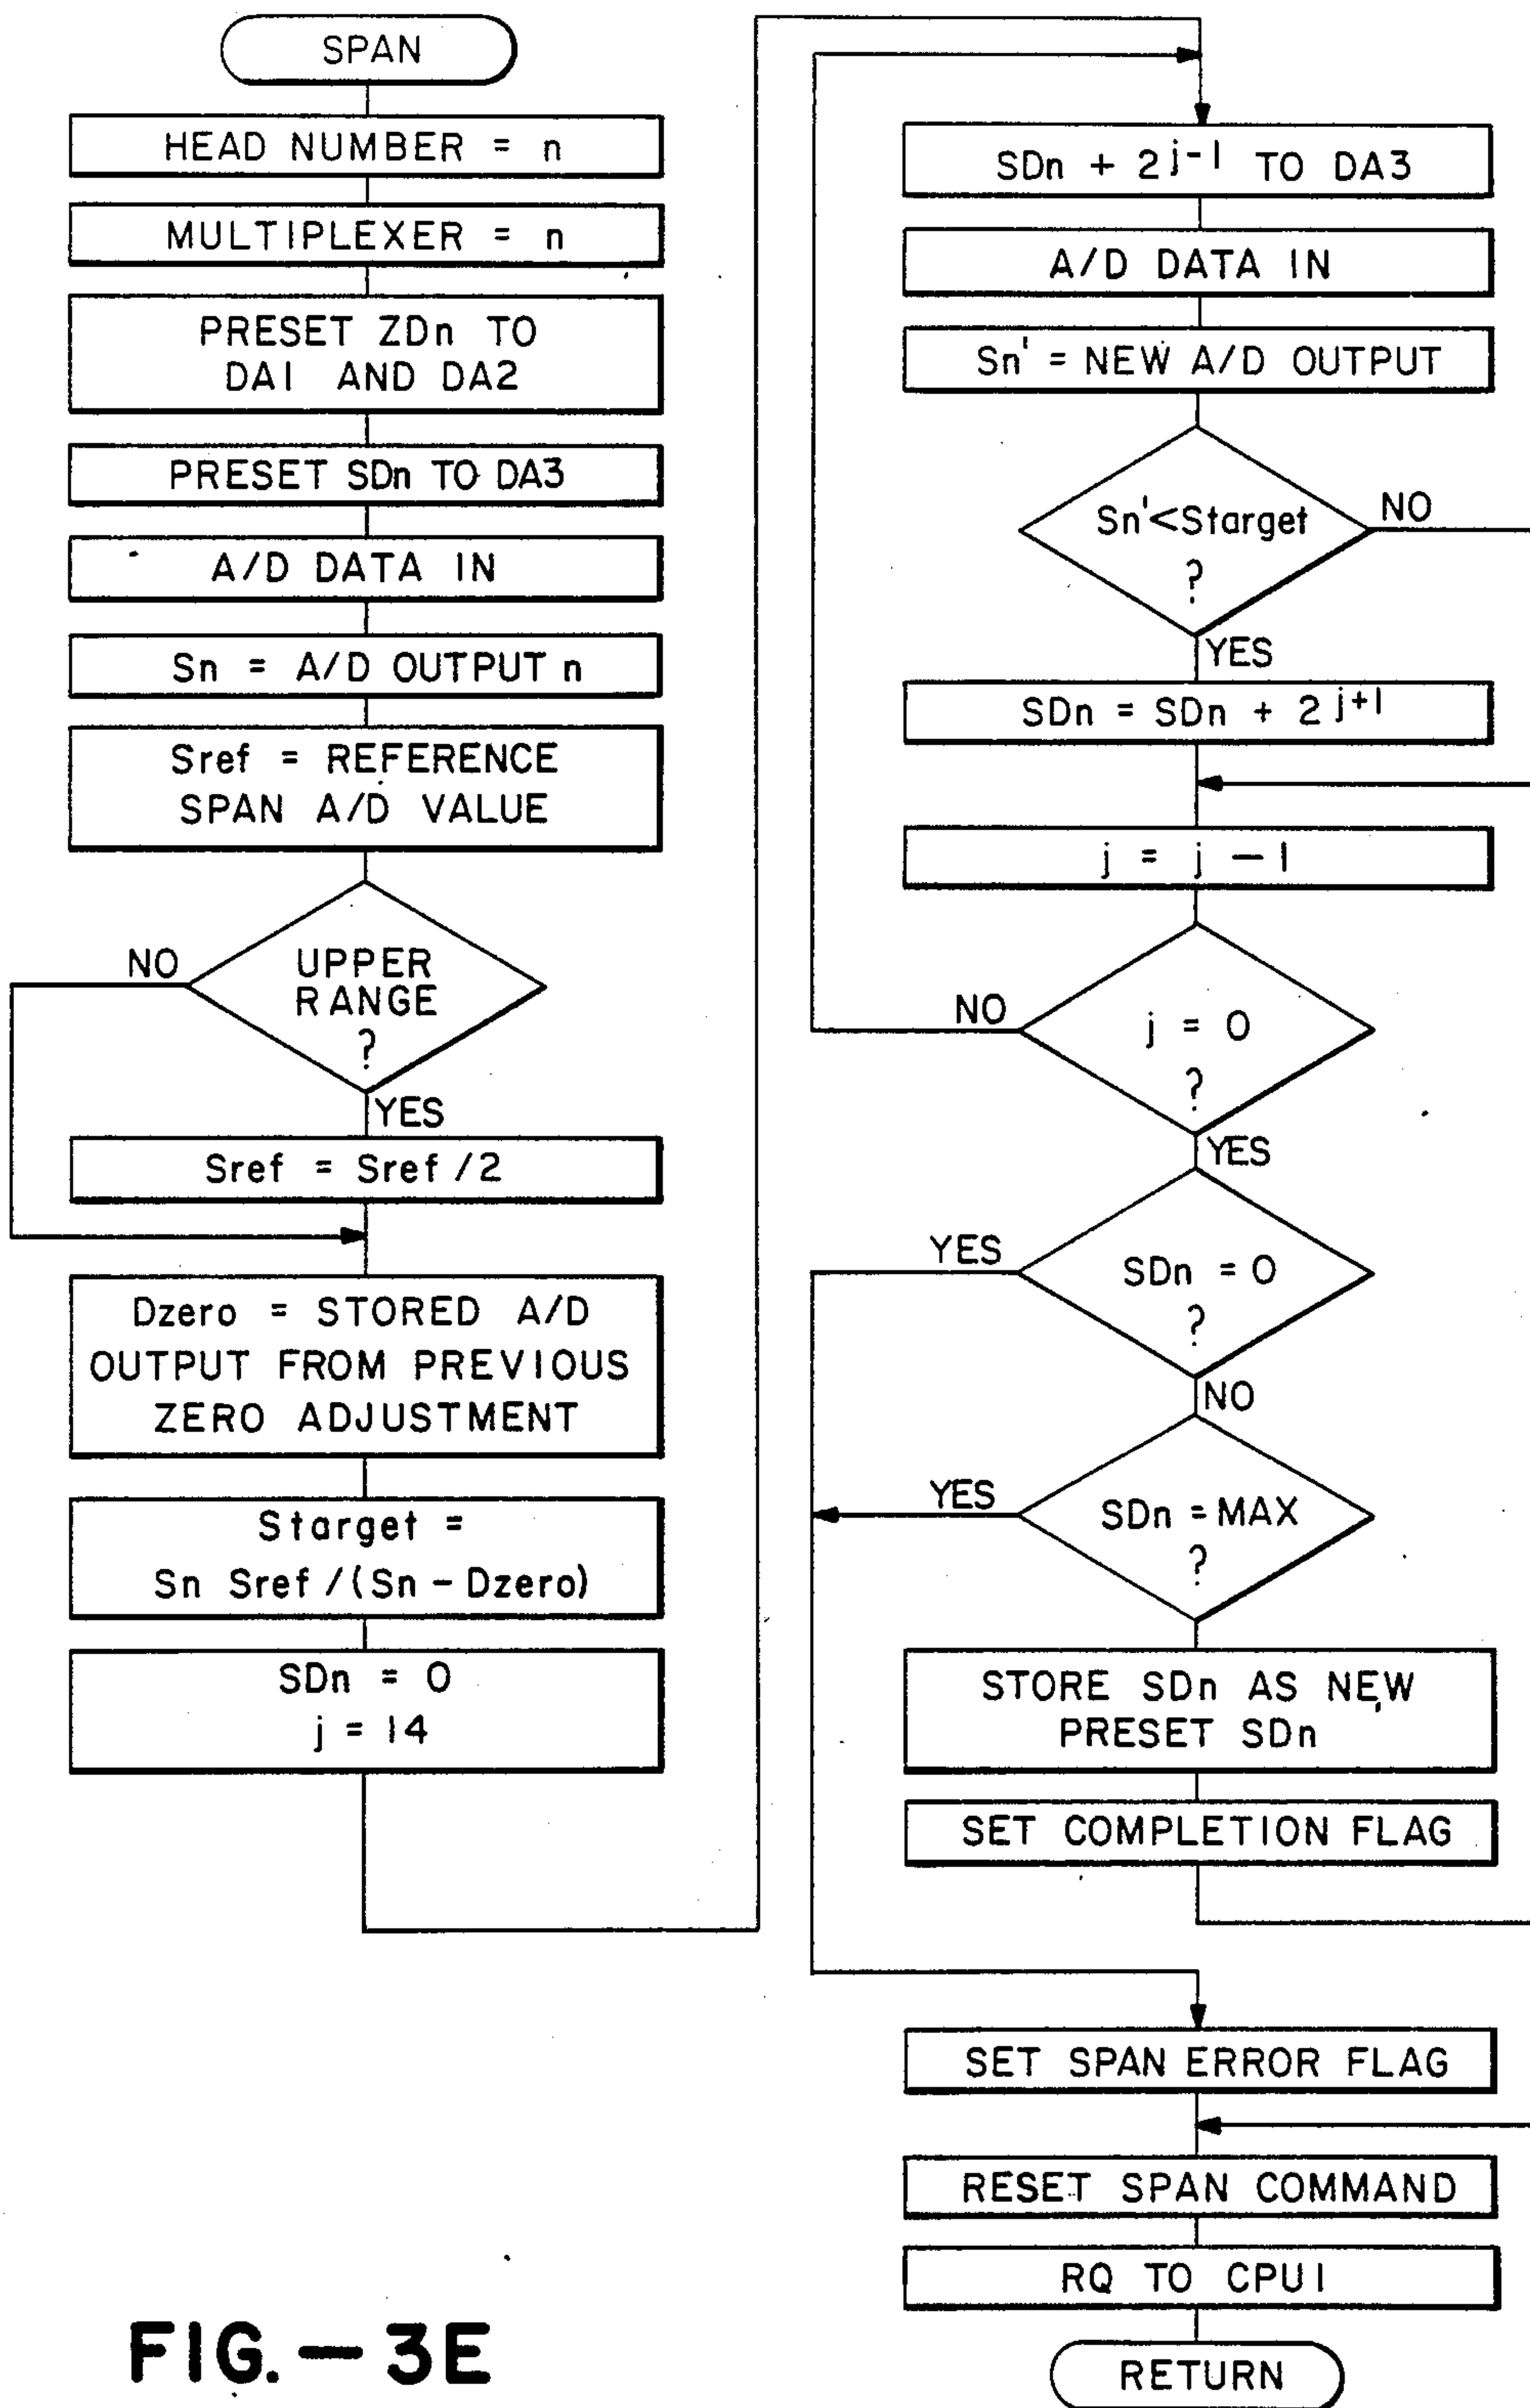 SPAN
HEAD NUMBER = n
MULTIPLEXER = n
PRESET ZDn TO
DA1 AND DA2
PRESET SDn TO DA3
A/D DATA IN
Sn = A/D OUTPUT n
Sref = REFERENCE
SPAN A/D VALUE
UPPER
RANGE
?
NO
YES
Sref = Sref /2
Dzero = STORED A/D
OUTPUT FROM PREVIOUS
ZERO ADJUSTMENT
Starget =
Sn Sref /(Sn - Dzero)
SDn = 0
j = 14
SDn + 2^j-1 TO DA3
A/D DATA IN
Sn' = NEW A/D OUTPUT
Sn'<Starget
?
NO
YES
SDn = SDn + 2^j+1
j = j - 1
j = 0
?
NO
YES
SDn = 0
?
YES
NO
SDn = MAX
?
YES
STORE SDn AS NEW
PRESET SDn
SET COMPLETION FLAG
SET SPAN ERROR FLAG
RESET SPAN COMMAND
RQ TO CPU1
RETURN
FIG.-3E